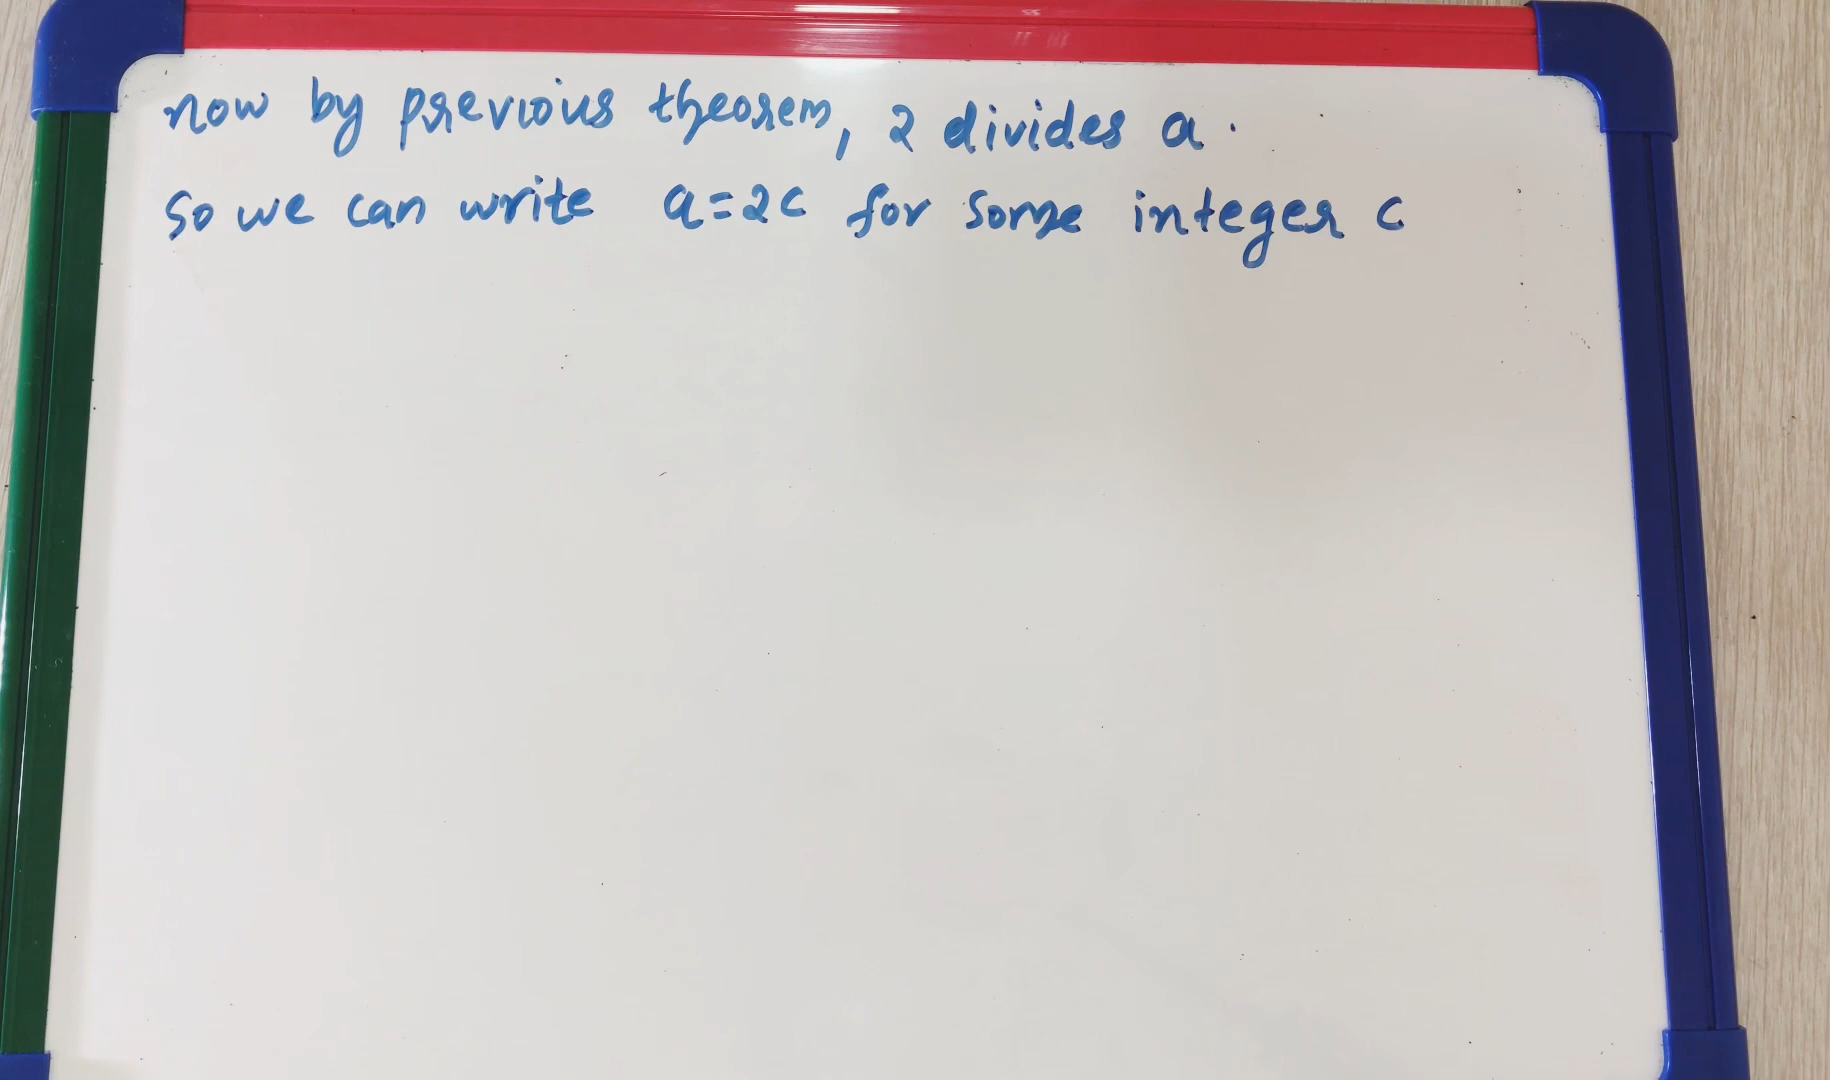 now by previous theorem, 2 divides a.
So we can write a=2c for some integer c